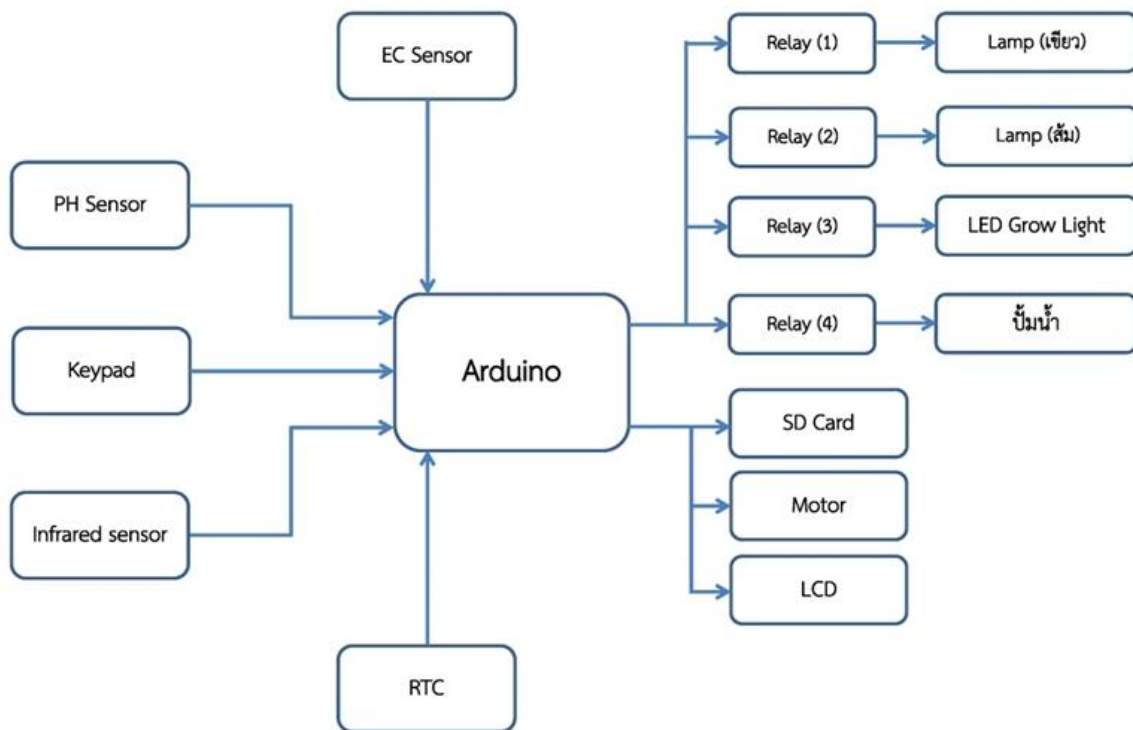 EC Sensor
Relay (1)
Lamp (เขียว)
Relay (2)
Lamp (ส้ม)
PH Sensor
Relay (3)
LED Grow Light
Relay (4)
ปั้มน้ำ
Keypad
Arduino
SD Card
Motor
Infrared sensor
LCD
RTC